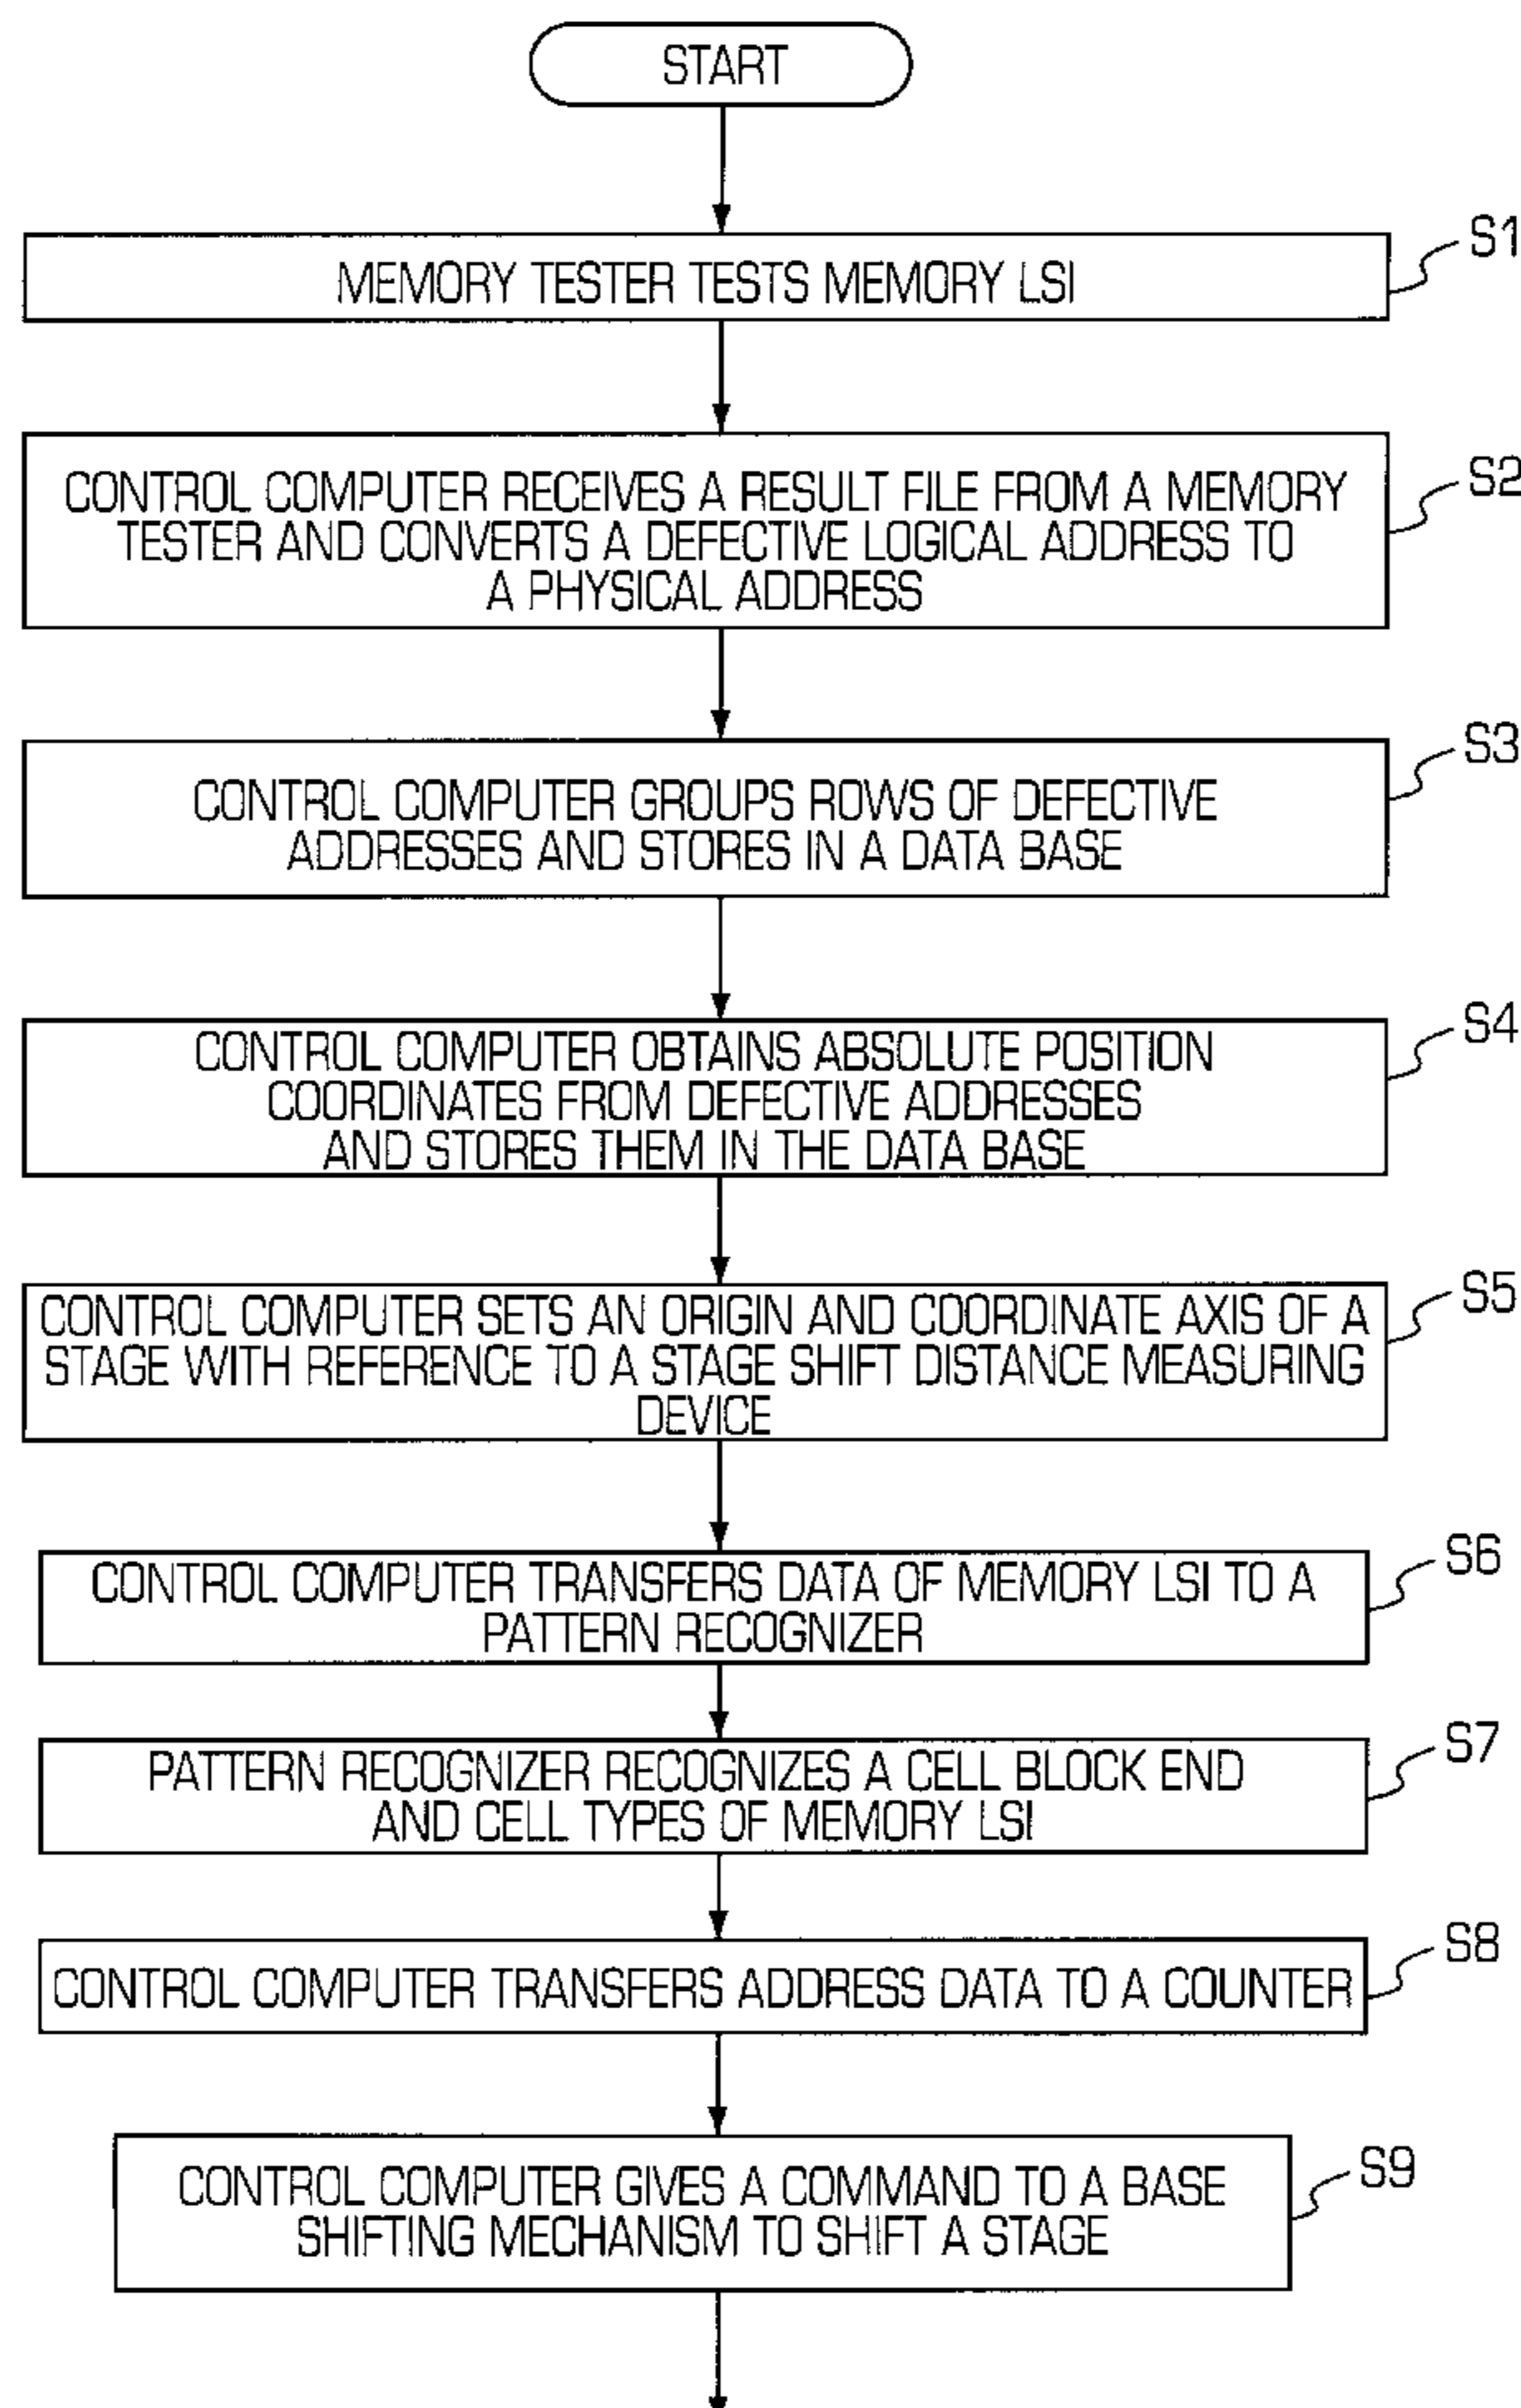 START
S1
MEMORY TESTER TESTS MEMORY LSI
S2
CONTROL COMPUTER RECEIVES A RESULT FILE FROM A MEMORY
TESTER AND CONVERTS A DEFECTIVE LOGICAL ADDRESS TO
A PHYSICAL ADDRESS
S3
CONTROL COMPUTER GROUPS ROWS OF DEFECTIVE
ADDRESSES AND STORES IN A DATA BASE
S4
CONTROL COMPUTER OBTAINS ABSOLUTE POSITION
COORDINATES FROM DEFECTIVE ADDRESSES
AND STORES THEM IN THE DATA BASE
S5
CONTROL COMPUTER SETS AN ORIGIN AND COORDINATE AXIS OF A
STAGE WITH REFERENCE TO A STAGE SHIFT DISTANCE MEASURING
DEVICE
S6
CONTROL COMPUTER TRANSFERS DATA OF MEMORY LSI TO A
PATTERN RECOGNIZER
S7
PATTERN RECOGNIZER RECOGNIZES A CELL BLOCK END
AND CELL TYPES OF MEMORY LSI
S8
CONTROL COMPUTER TRANSFERS ADDRESS DATA TO A COUNTER
S9
CONTROL COMPUTER GIVES A COMMAND TO A BASE
SHIFTING MECHANISM TO SHIFT A STAGE